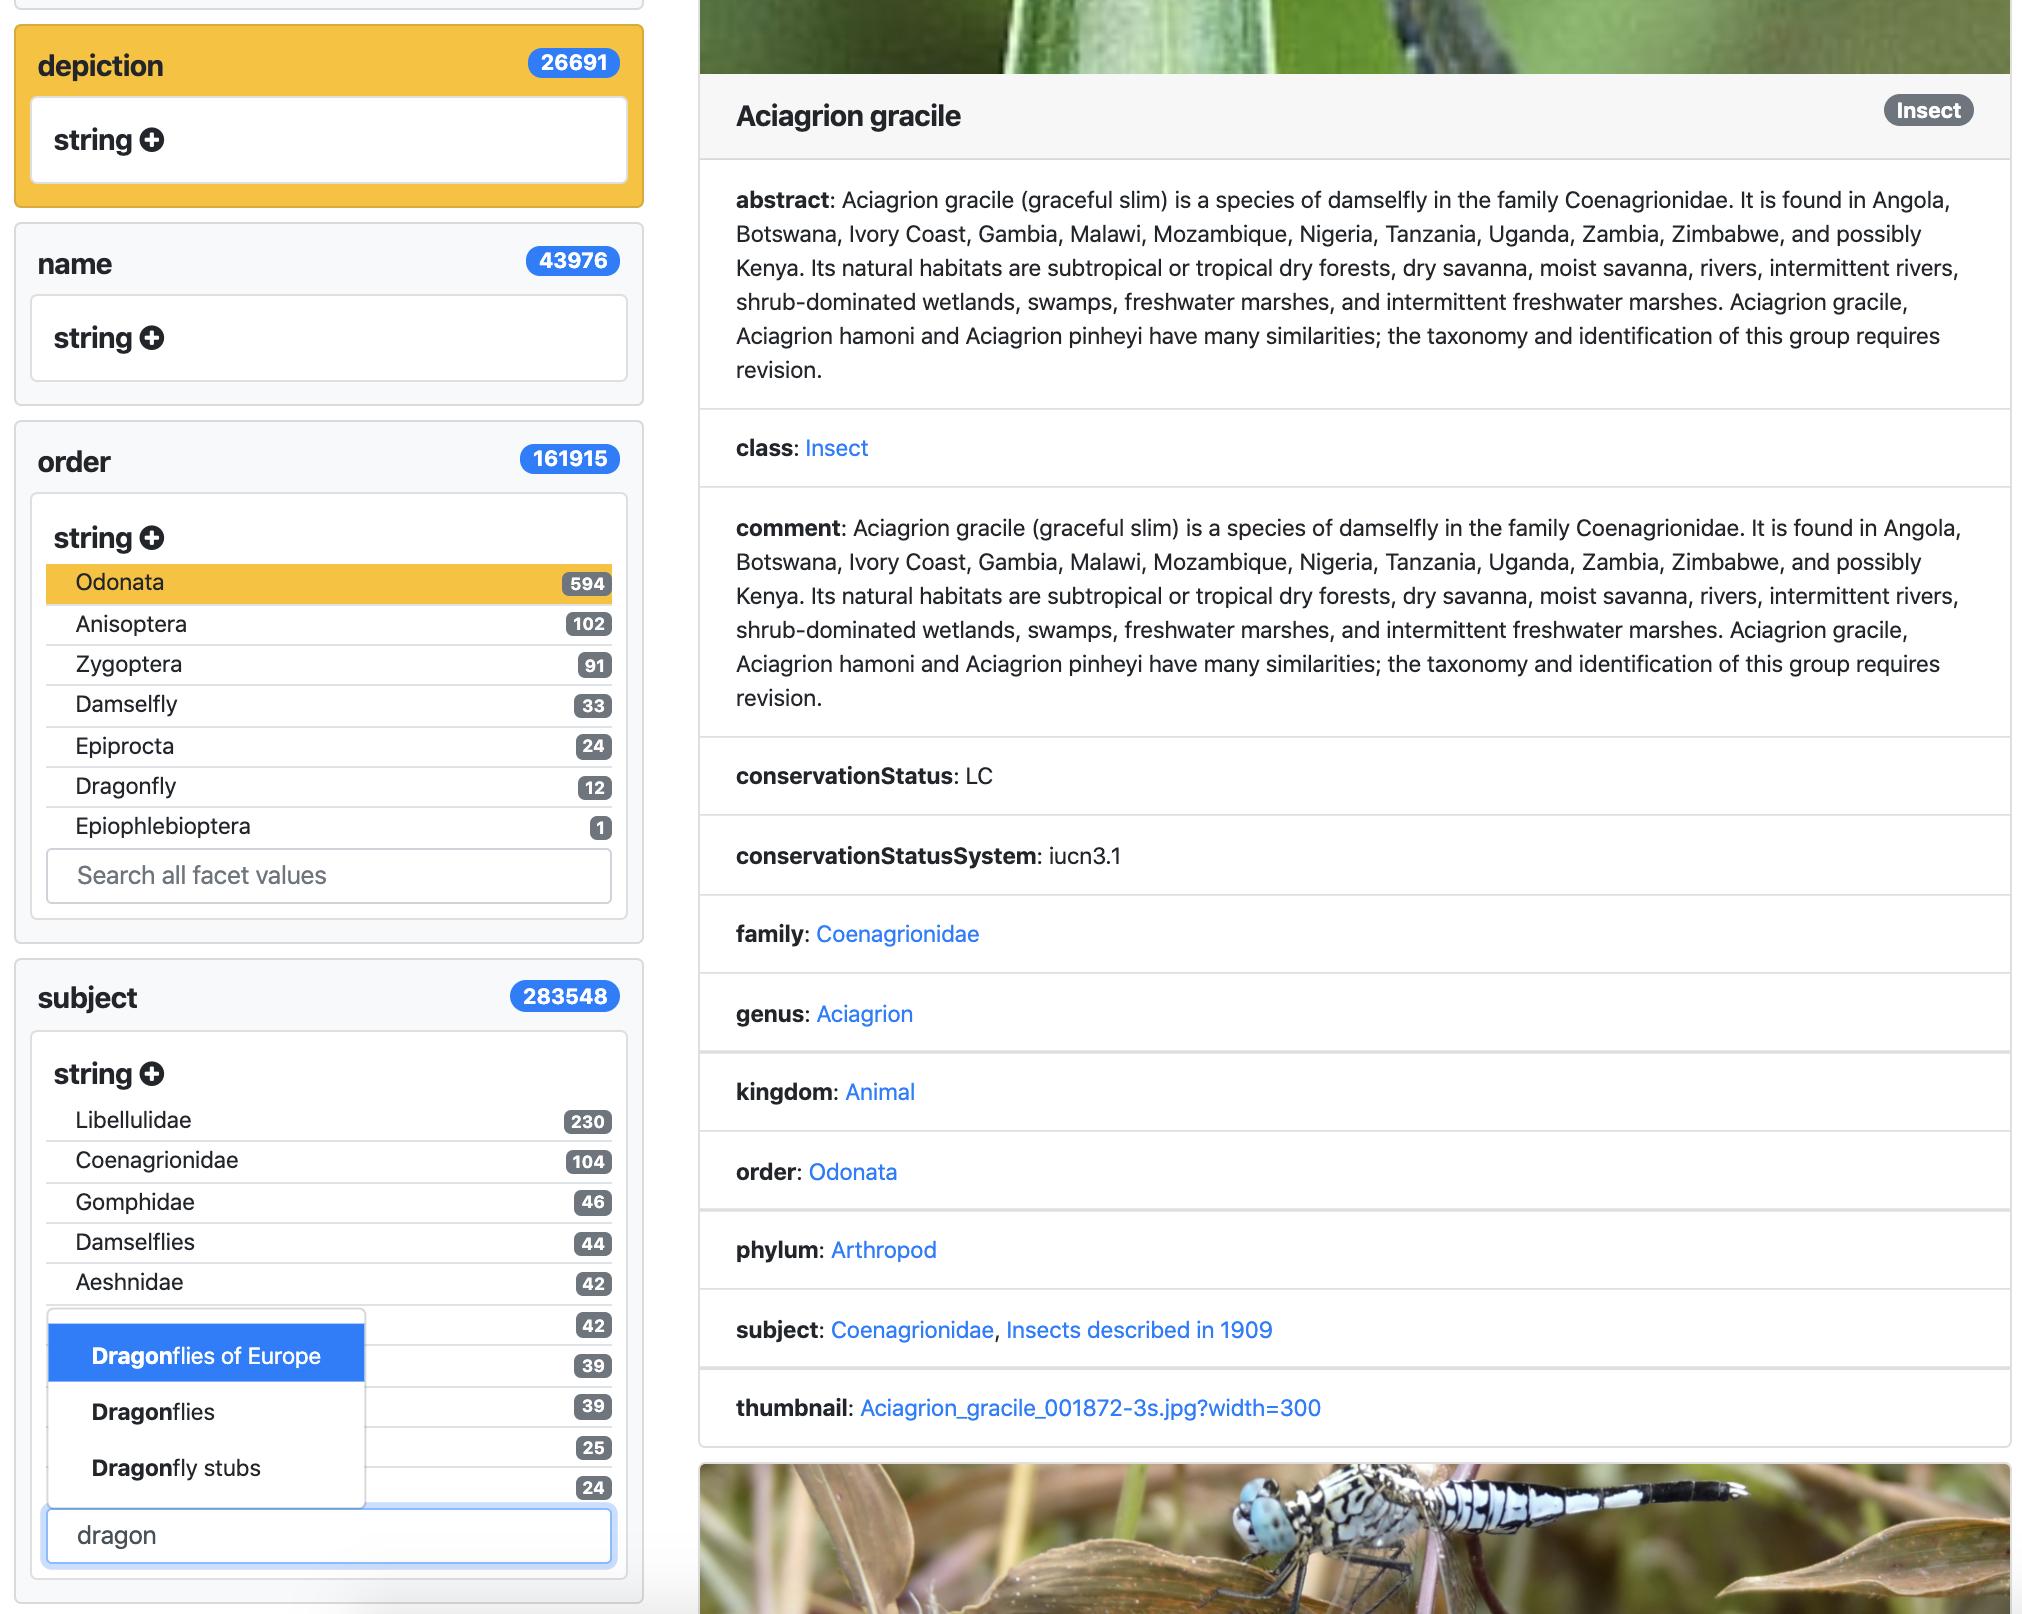 depiction 26691
string
name 43976
string
order 161915
string
Odonata 594
Anisoptera 102
Zygoptera 91
Damselfly 33
Epiprocta 24
Dragonfly 12
Epiophlebioptera 1
Search all facet values
subject 283548
string
Libellulidae 230
Coenagrionidae 104
Gomphidae 46
Damselflies 44
Aeshnidae 42
42
Dragonflies of Europe
39
Dragonflies
39
25
Dragonfly stubs
24
dragon
Aciagrion gracile Insect
abstract: Aciagrion gracile (graceful slim) is a species of damselfly in the family Coenagrionidae. It is found in Angola,
Botswana, Ivory Coast, Gambia, Malawi, Mozambique, Nigeria, Tanzania, Uganda, Zambia, Zimbabwe, and possibly
Kenya. Its natural habitats are subtropical or tropical dry forests, dry savanna, moist savanna, rivers, intermittent rivers,
shrub-dominated wetlands, swamps, freshwater marshes, and intermittent freshwater marshes. Aciagrion gracile,
Aciagrion hamoni and Aciagrion pinheyi have many similarities; the taxonomy and identification of this group requires
revision.
class: Insect
comment: Aciagrion gracile (graceful slim) is a species of damselfly in the family Coenagrionidae. It is found in Angola,
Botswana, Ivory Coast, Gambia, Malawi, Mozambique, Nigeria, Tanzania, Uganda, Zambia, Zimbabwe, and possibly
Kenya. Its natural habitats are subtropical or tropical dry forests, dry savanna, moist savanna, rivers, intermittent rivers,
shrub-dominated wetlands, swamps, freshwater marshes, and intermittent freshwater marshes. Aciagrion gracile,
Aciagrion hamoni and Aciagrion pinheyi have many similarities; the taxonomy and identification of this group requires
revision.
conservationStatus: LC
conservationStatusSystem: iucn3.1
family: Coenagrionidae
genus: Aciagrion
kingdom: Animal
order: Odonata
phylum: Arthropod
subject: Coenagrionidae, Insects described in 1909
thumbnail: Aciagrion_gracile_001872-3s.jpg?width=300